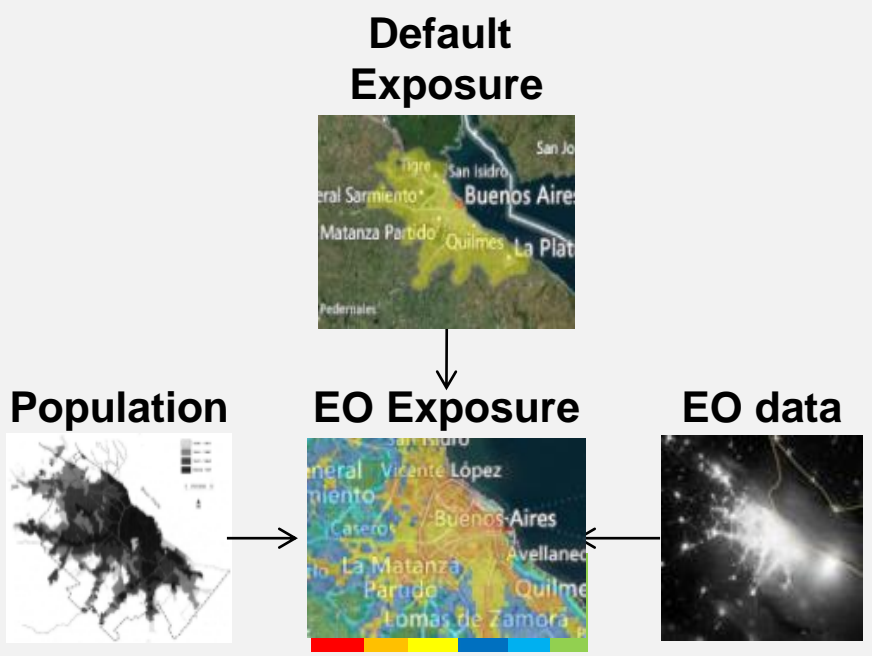 Default
Exposure
Tigre
San Isidro
San Jo
eral Sarmiento
Buenos Aires
Matanza Partido
Quilmes
La Plat
Pedernales
Population
EO Exposure
EO data
San Isidro
neral
Vicente López
miento
Caseros
Buenos Aires
Avellaned
La Matanza
Partido
Quilme
Lomas de Zamora